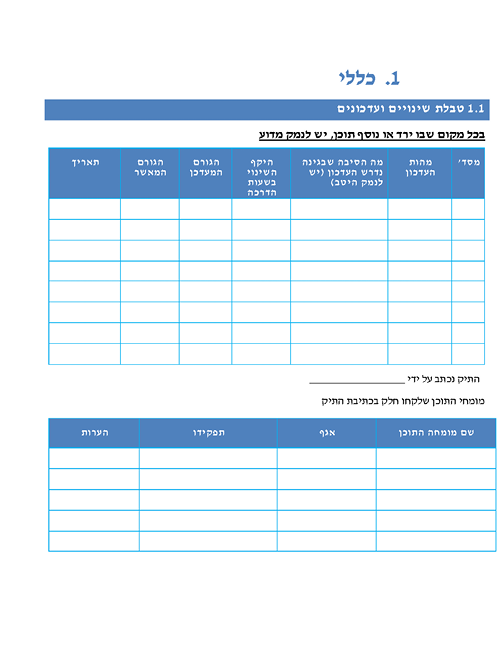 1. כללי
1.1 טבלת שינויים ועדכונים
בכל מקום שבו ירד או נוסף תוכן, יש לנמק מדוע
מסד'
מהות
העדכון
מה הסיבה שבגינה
נדרש העדכון (יש
לנמק היטב)
היקף
השינוי
בשעות
הדרכה
הגורם
המעדכן
הגורם
המאשר
תאריך
התיק נכתב על ידי ___________________
מומחי התוכן שלקחו חלק בכתיבת התיק
שם מומחה התוכן
אגף
תפקידו
הערות